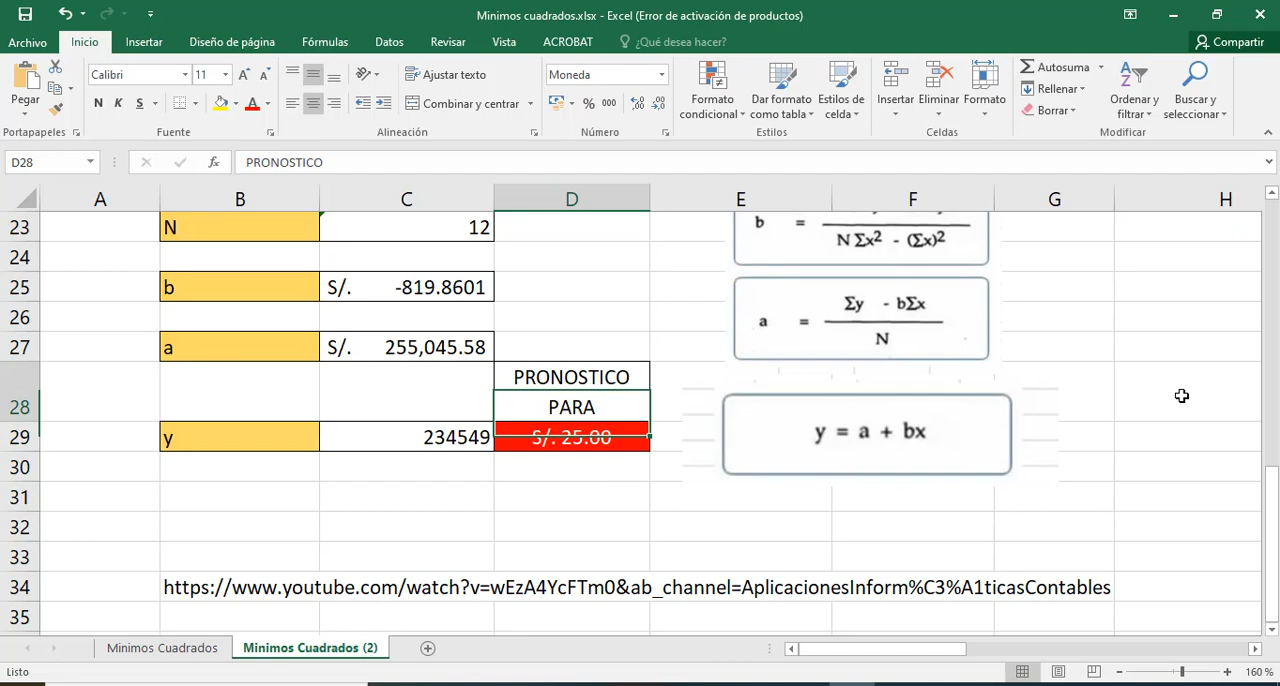 Minimos cuadrados.xlsx - Excel (Error de activación de productos)
Archivo Inicio Insertar Diseño de página Fórmulas Datos Revisar Vista ACROBAT ¿Qué desea hacer? Compartir
Pegar
Calibri 11
N K S
Ajustar texto
Combinar y centrar
Moneda
% 000
Formato condicional
Dar formato como tabla
Estilos de celda
Insertar Eliminar Formato
Autosuma
Rellenar
Borrar
Ordenar y filtrar
Buscar y seleccionar
Portapapeles Fuente Alineación Número Estilos Celdas Modificar
D28 fx PRONOSTICO
A B C D E F G H
23 N 12
b =
N Σx2 - (Σx)2
24
25 b S/. -819.8601
26
a = Σy - bΣx
N
27 a S/. 255,045.58
28 PRONOSTICO
PARA
29 y 234549 S/. 25.00
y = a + bx
30
31
32
33
34 https://www.youtube.com/watch?v=wEzA4YcFTm0&ab_channel=AplicacionesInform%C3%A1ticasContables
35
Minimos Cuadrados Minimos Cuadrados (2)
Listo 160 %